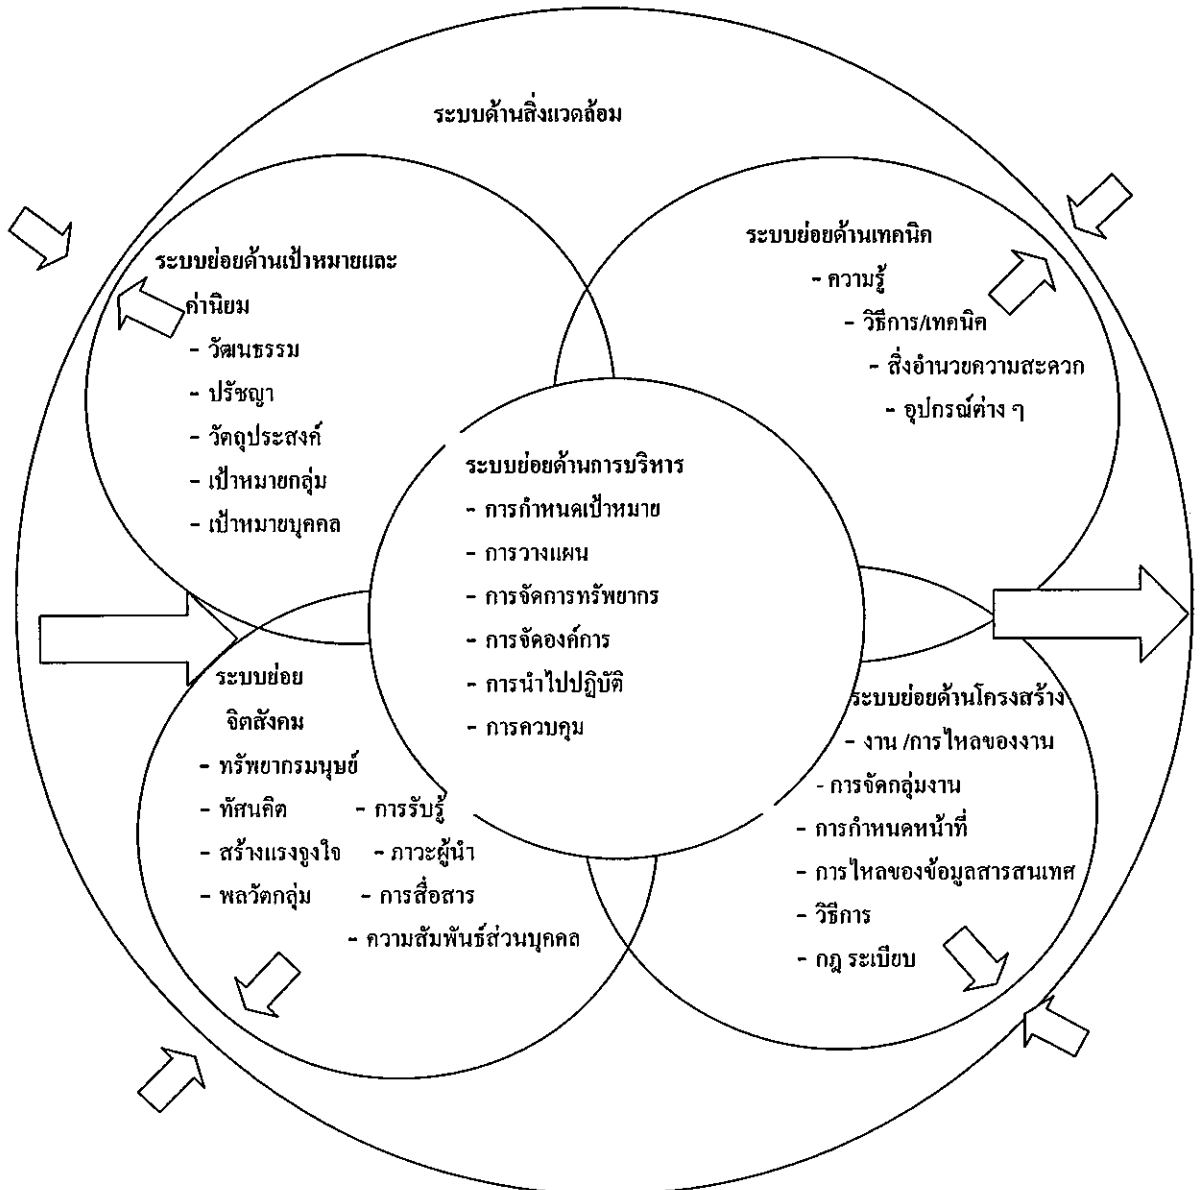 ระบบด้านสิ่งแวดล้อม
ระบบย่อยด้านเป้าหมายและ
ค่านิยม
- วัฒนธรรม
- ปรัชญา
- วัตถุประสงค์
- เป้าหมายกลุ่ม
- เป้าหมายบุคคล
ระบบย่อยด้านเทคนิค
- ความรู้
- วิธีการ/เทคนิค
- สิ่งอำนวยความสะดวก
- อุปกรณ์ต่าง ๆ
ระบบย่อยด้านการบริหาร
- การกำหนดเป้าหมาย
- การวางแผน
- การจัดการทรัพยากร
- การจัดองค์การ
- การนำไปปฏิบัติ
- การควบคุม
ระบบย่อย
จิตสังคม
- ทรัพยากรมนุษย์
- ทัศนคติ - การรับรู้
- สร้างแรงจูงใจ - ภาวะผู้นำ
- พลวัตกลุ่ม - การสื่อสาร
- ความสัมพันธ์ส่วนบุคคล
ระบบย่อยด้านโครงสร้าง
- งาน /การไหลของงาน
- การจัดกลุ่มงาน
- การกำหนดหน้าที่
- การไหลของข้อมูลสารสนเทศ
- วิธีการ
- กฎ ระเบียบ